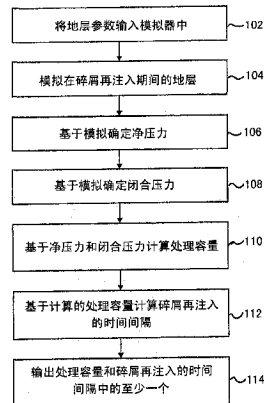 将地层参数输入模拟器中
102
模拟在碎屑再注入期间的地层
104
基于模拟确定净压力
106
基于模拟确定闭合压力
108
基于净压力和闭合压力计算处理容量
110
基于计算的处理容量计算碎屑再注入
的时间间隔
112
输出处理容量和碎屑再注入的时间
间隔中的至少一个
114